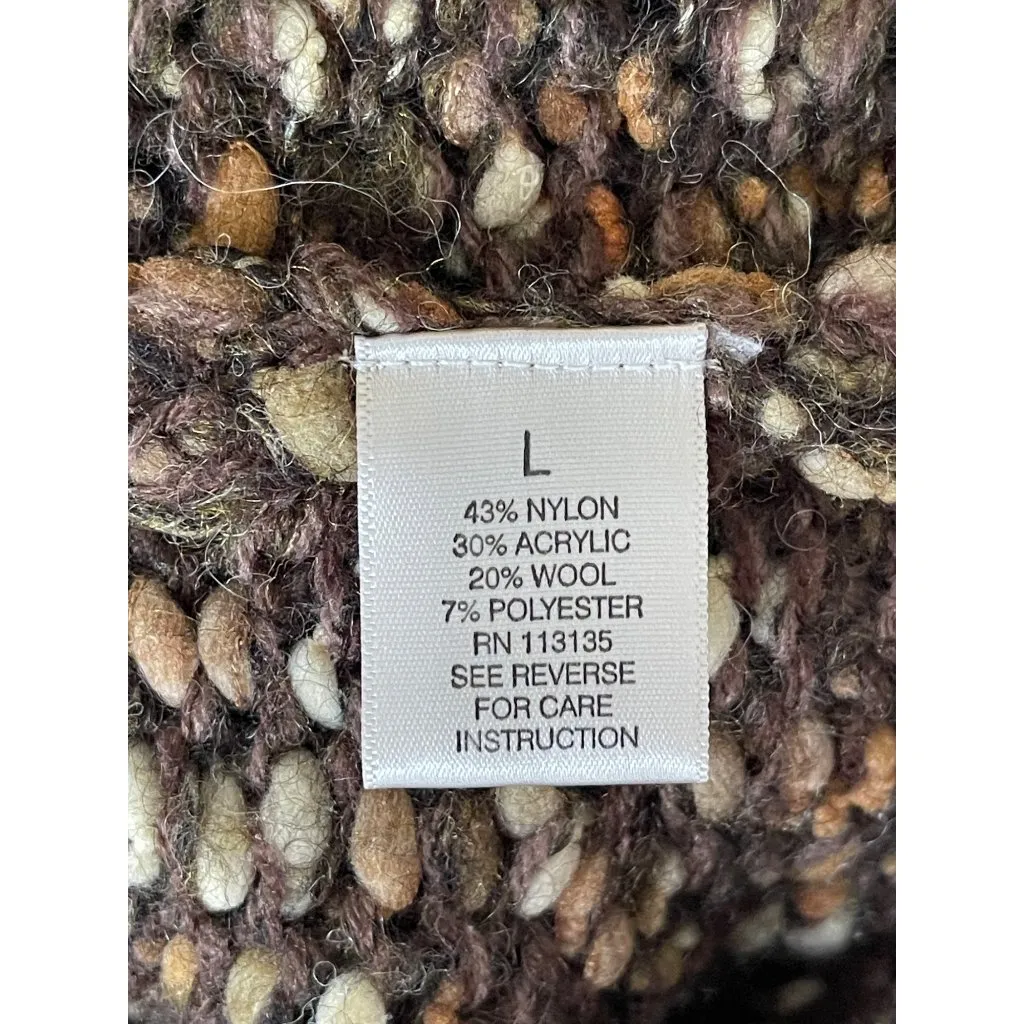 L
43% NYLON
30% ACRYLIC
20% WOOL
7% POLYESTER
RN 113135
SEE REVERSE
FOR CARE
INSTRUCTION